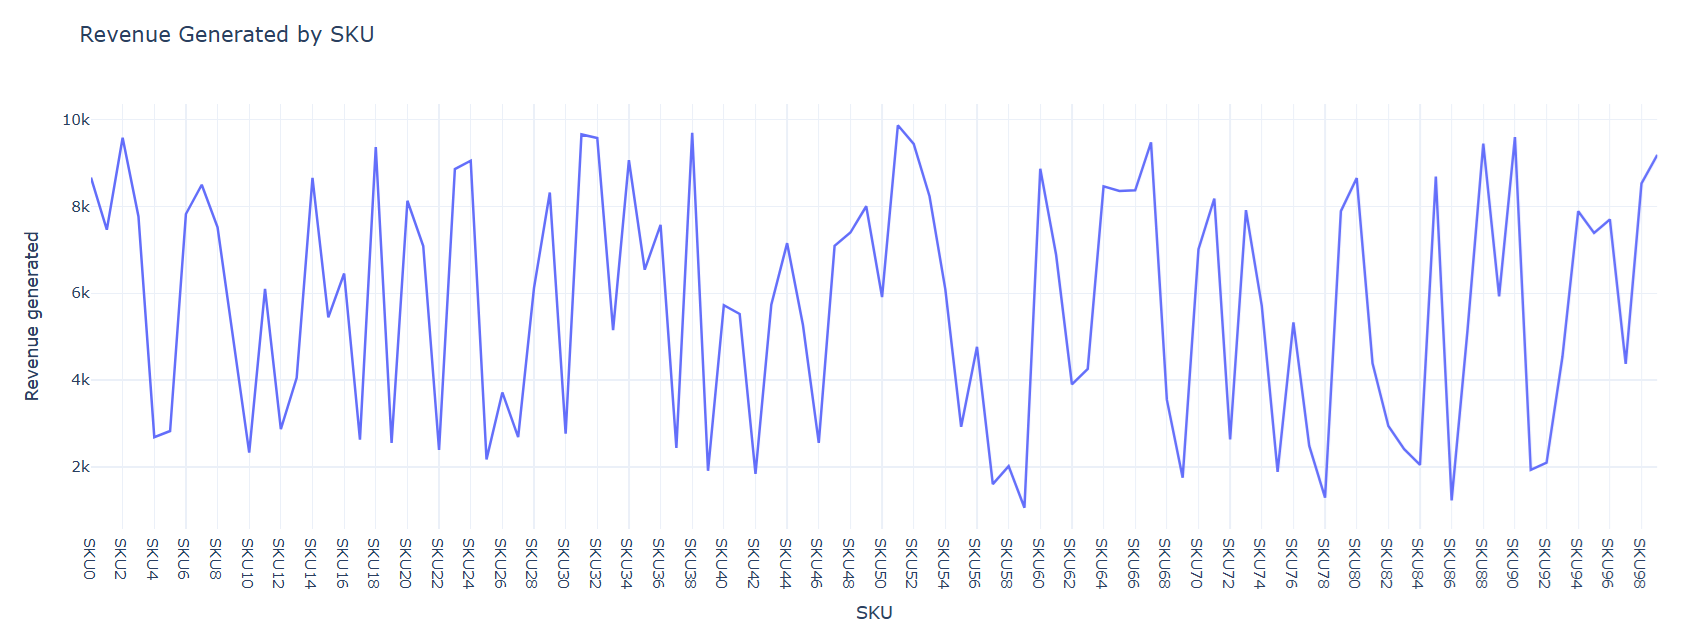 Revenue Generated by SKU
10k
8k
6k
4k
2k
Revenue generated
SKU0
SKU2
SKU4
SKU6
SKU8
SKU10
SKU12
SKU14
SKU16
SKU18
SKU20
SKU22
SKU24
SKU26
SKU28
SKU30
SKU32
SKU34
SKU36
SKU38
SKU40
SKU42
SKU44
SKU46
SKU48
SKU50
SKU52
SKU54
SKU56
SKU58
SKU60
SKU62
SKU64
SKU66
SKU68
SKU70
SKU72
SKU74
SKU76
SKU78
SKU80
SKU82
SKU84
SKU86
SKU88
SKU90
SKU92
SKU94
SKU96
SKU98
SKU